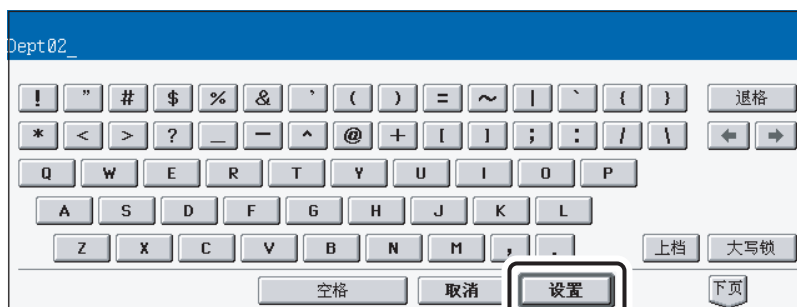 Dept02_
! " # $ % & ' ( ) = ~ | ` { } 退格
* < > ? _ - ^ @ + [ ] ; : / \ ← →
Q W E R T Y U I O P
A S D F G H J K L
Z X C V B N M , . 上档 大写锁
空格 取消 设置 下页